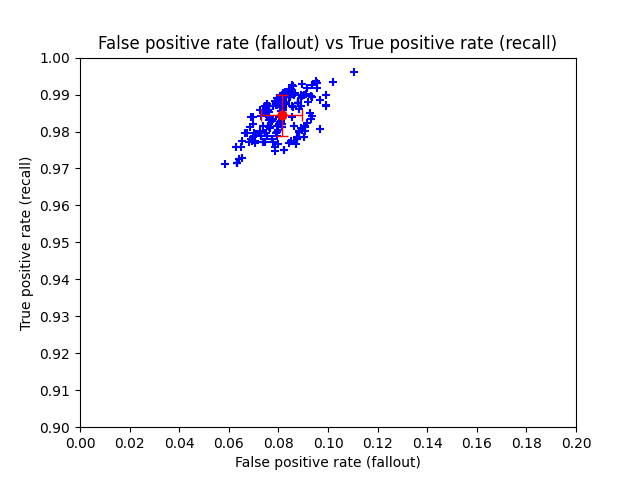 False positive rate (fallout) vs True positive rate (recall)
1.00
0.99
0.98
0.97
0.96
0.95
0.94
0.93
0.92
0.91
0.90
True positive rate (recall)
0.00 0.02 0.04 0.06 0.08 0.10 0.12 0.14 0.16 0.18 0.20
False positive rate (fallout)